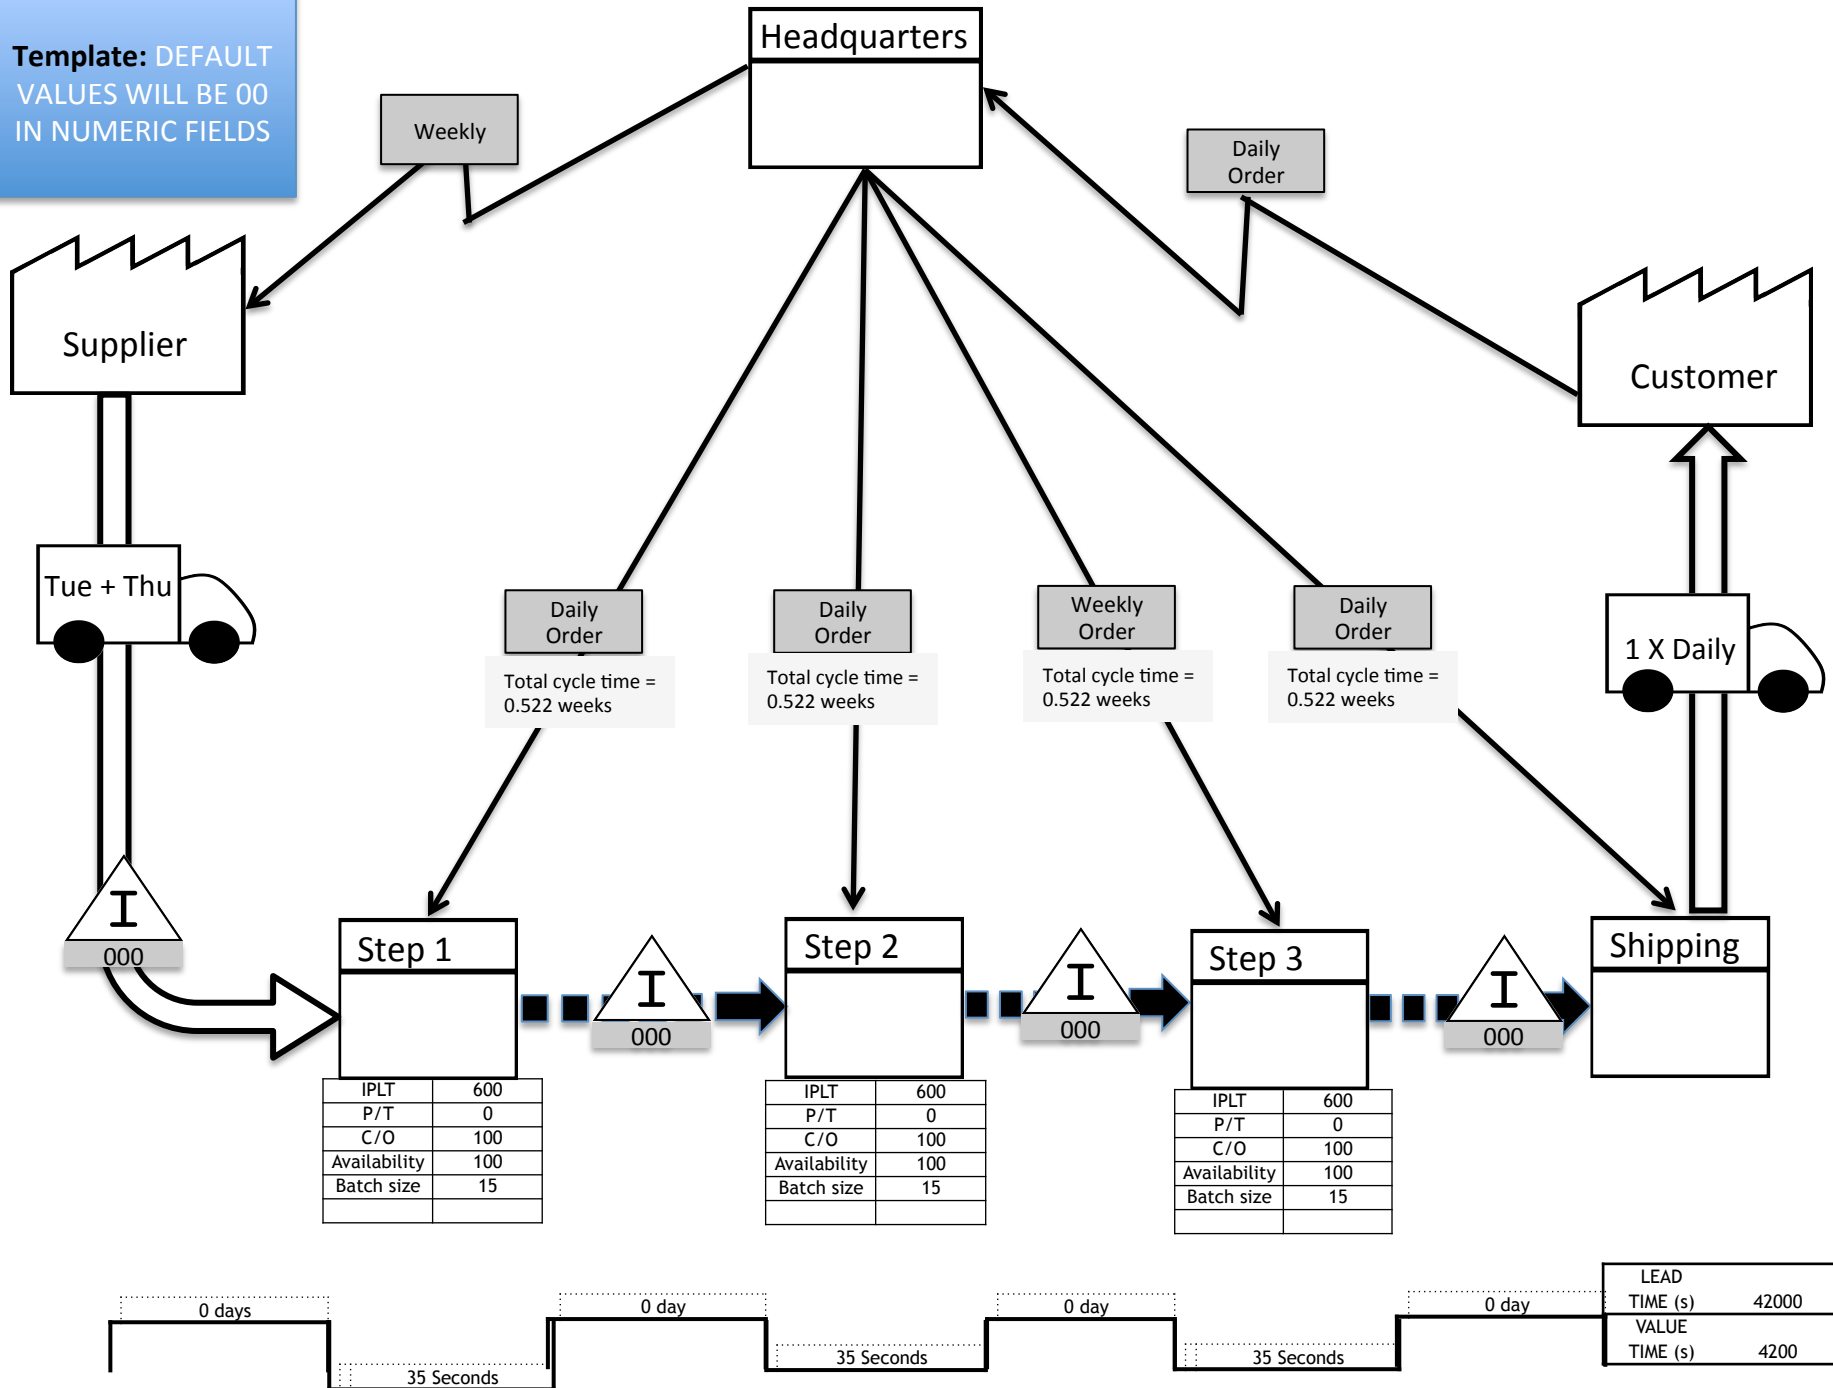 Template: DEFAULT
VALUES WILL BE 00
IN NUMERIC FIELDS
Headquarters
Weekly
Daily
Order
Supplier
Customer
Tue + Thu
1 X Daily
Daily
Order
Total cycle time =
0.522 weeks
Daily
Order
Total cycle time =
0.522 weeks
Weekly
Order
Total cycle time =
0.522 weeks
Daily
Order
Total cycle time =
0.522 weeks
I
000
Step 1
I
000
Step 2
I
000
Step 3
I
000
Shipping
IPLT 600
P/T 0
C/O 100
Availability 100
Batch size 15
IPLT 600
P/T 0
C/O 100
Availability 100
Batch size 15
IPLT 600
P/T 0
C/O 100
Availability 100
Batch size 15
0 days
35 Seconds
0 day
35 Seconds
0 day
35 Seconds
0 day
LEAD
TIME (s) 42000
VALUE
TIME (s) 4200